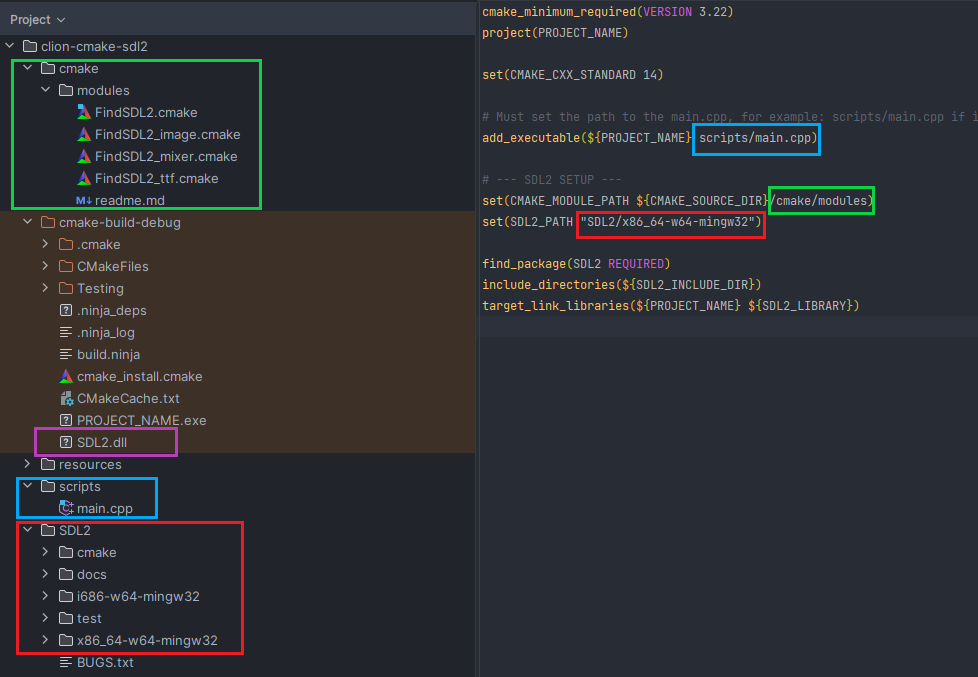 Project
clion-cmake-sdl2
cmake
modules
FindSDL2.cmake
FindSDL2_image.cmake
FindSDL2_mixer.cmake
FindSDL2_ttf.cmake
M↓ readme.md
cmake-build-debug
.cmake
CMakeFiles
Testing
.ninja_deps
.ninja_log
build.ninja
cmake_install.cmake
CMakeCache.txt
PROJECT_NAME.exe
SDL2.dll
resources
scripts
main.cpp
SDL2
cmake
docs
i686-w64-mingw32
test
x86_64-w64-mingw32
BUGS.txt
cmake_minimum_required(VERSION 3.22)
project(PROJECT_NAME)
set(CMAKE_CXX_STANDARD 14)
# Must set the path to the main.cpp, for example: scripts/main.cpp if i
add_executable(${PROJECT_NAME} scripts/main.cpp)
# --- SDL2 SETUP ---
set(CMAKE_MODULE_PATH ${CMAKE_SOURCE_DIR}/cmake/modules)
set(SDL2_PATH "SDL2/x86_64-w64-mingw32")
find_package(SDL2 REQUIRED)
include_directories(${SDL2_INCLUDE_DIR})
target_link_libraries(${PROJECT_NAME} ${SDL2_LIBRARY})